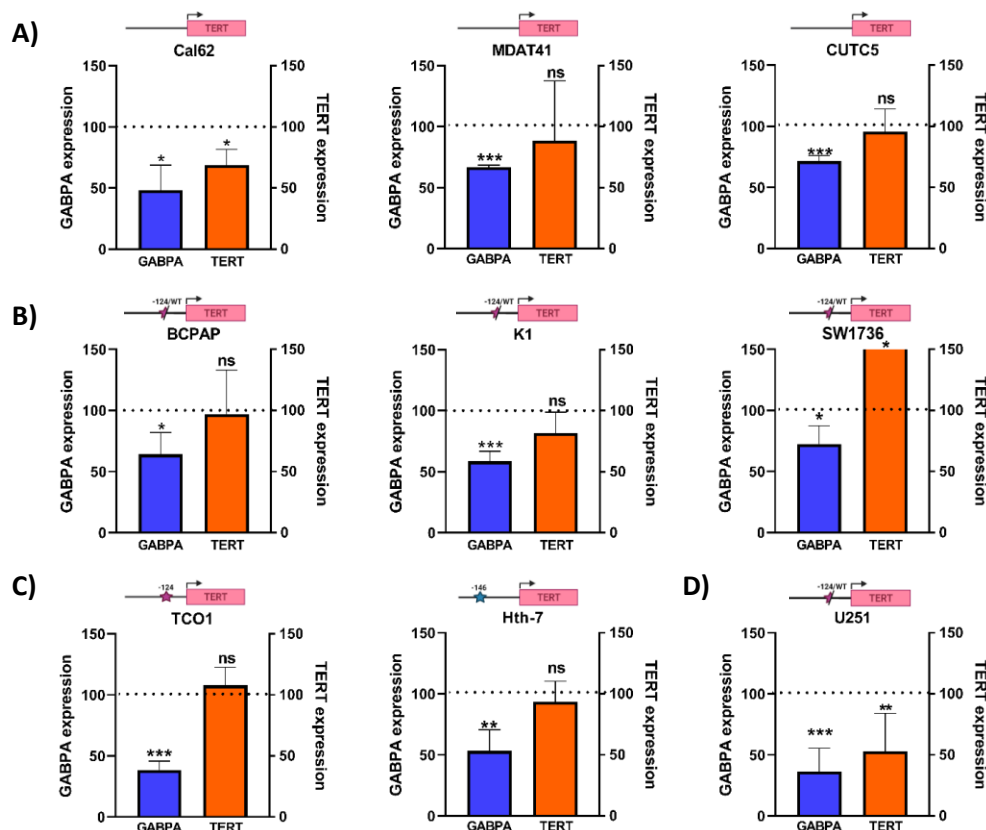 A)
TERT
Cal62
150
100
50
0
GABPA expression
*
*
GABPA
TERT
150
100
50
0
TERT expression
TERT
MDAT41
150
100
50
0
GABPA expression
***
ns
GABPA
TERT
150
100
50
0
TERT expression
TERT
CUTC5
150
100
50
0
GABPA expression
***
ns
GABPA
TERT
150
100
50
0
TERT expression
B)
-124/WT
TERT
BCPAP
150
100
50
0
GABPA expression
*
ns
GABPA
TERT
150
100
50
0
TERT expression
-124/WT
TERT
K1
150
100
50
0
GABPA expression
***
ns
GABPA
TERT
150
100
50
0
TERT expression
-124/WT
TERT
SW1736
150
100
50
0
GABPA expression
*
*
GABPA
TERT
150
100
50
0
TERT expression
C)
-124
TERT
TCO1
150
100
50
0
GABPA expression
***
ns
GABPA
TERT
150
100
50
0
TERT expression
-146
TERT
Hth-7
150
100
50
0
GABPA expression
**
ns
GABPA
TERT
150
100
50
0
TERT expression
D)
-124/WT
TERT
U251
150
100
50
0
GABPA expression
***
**
GABPA
TERT
150
100
50
0
TERT expression